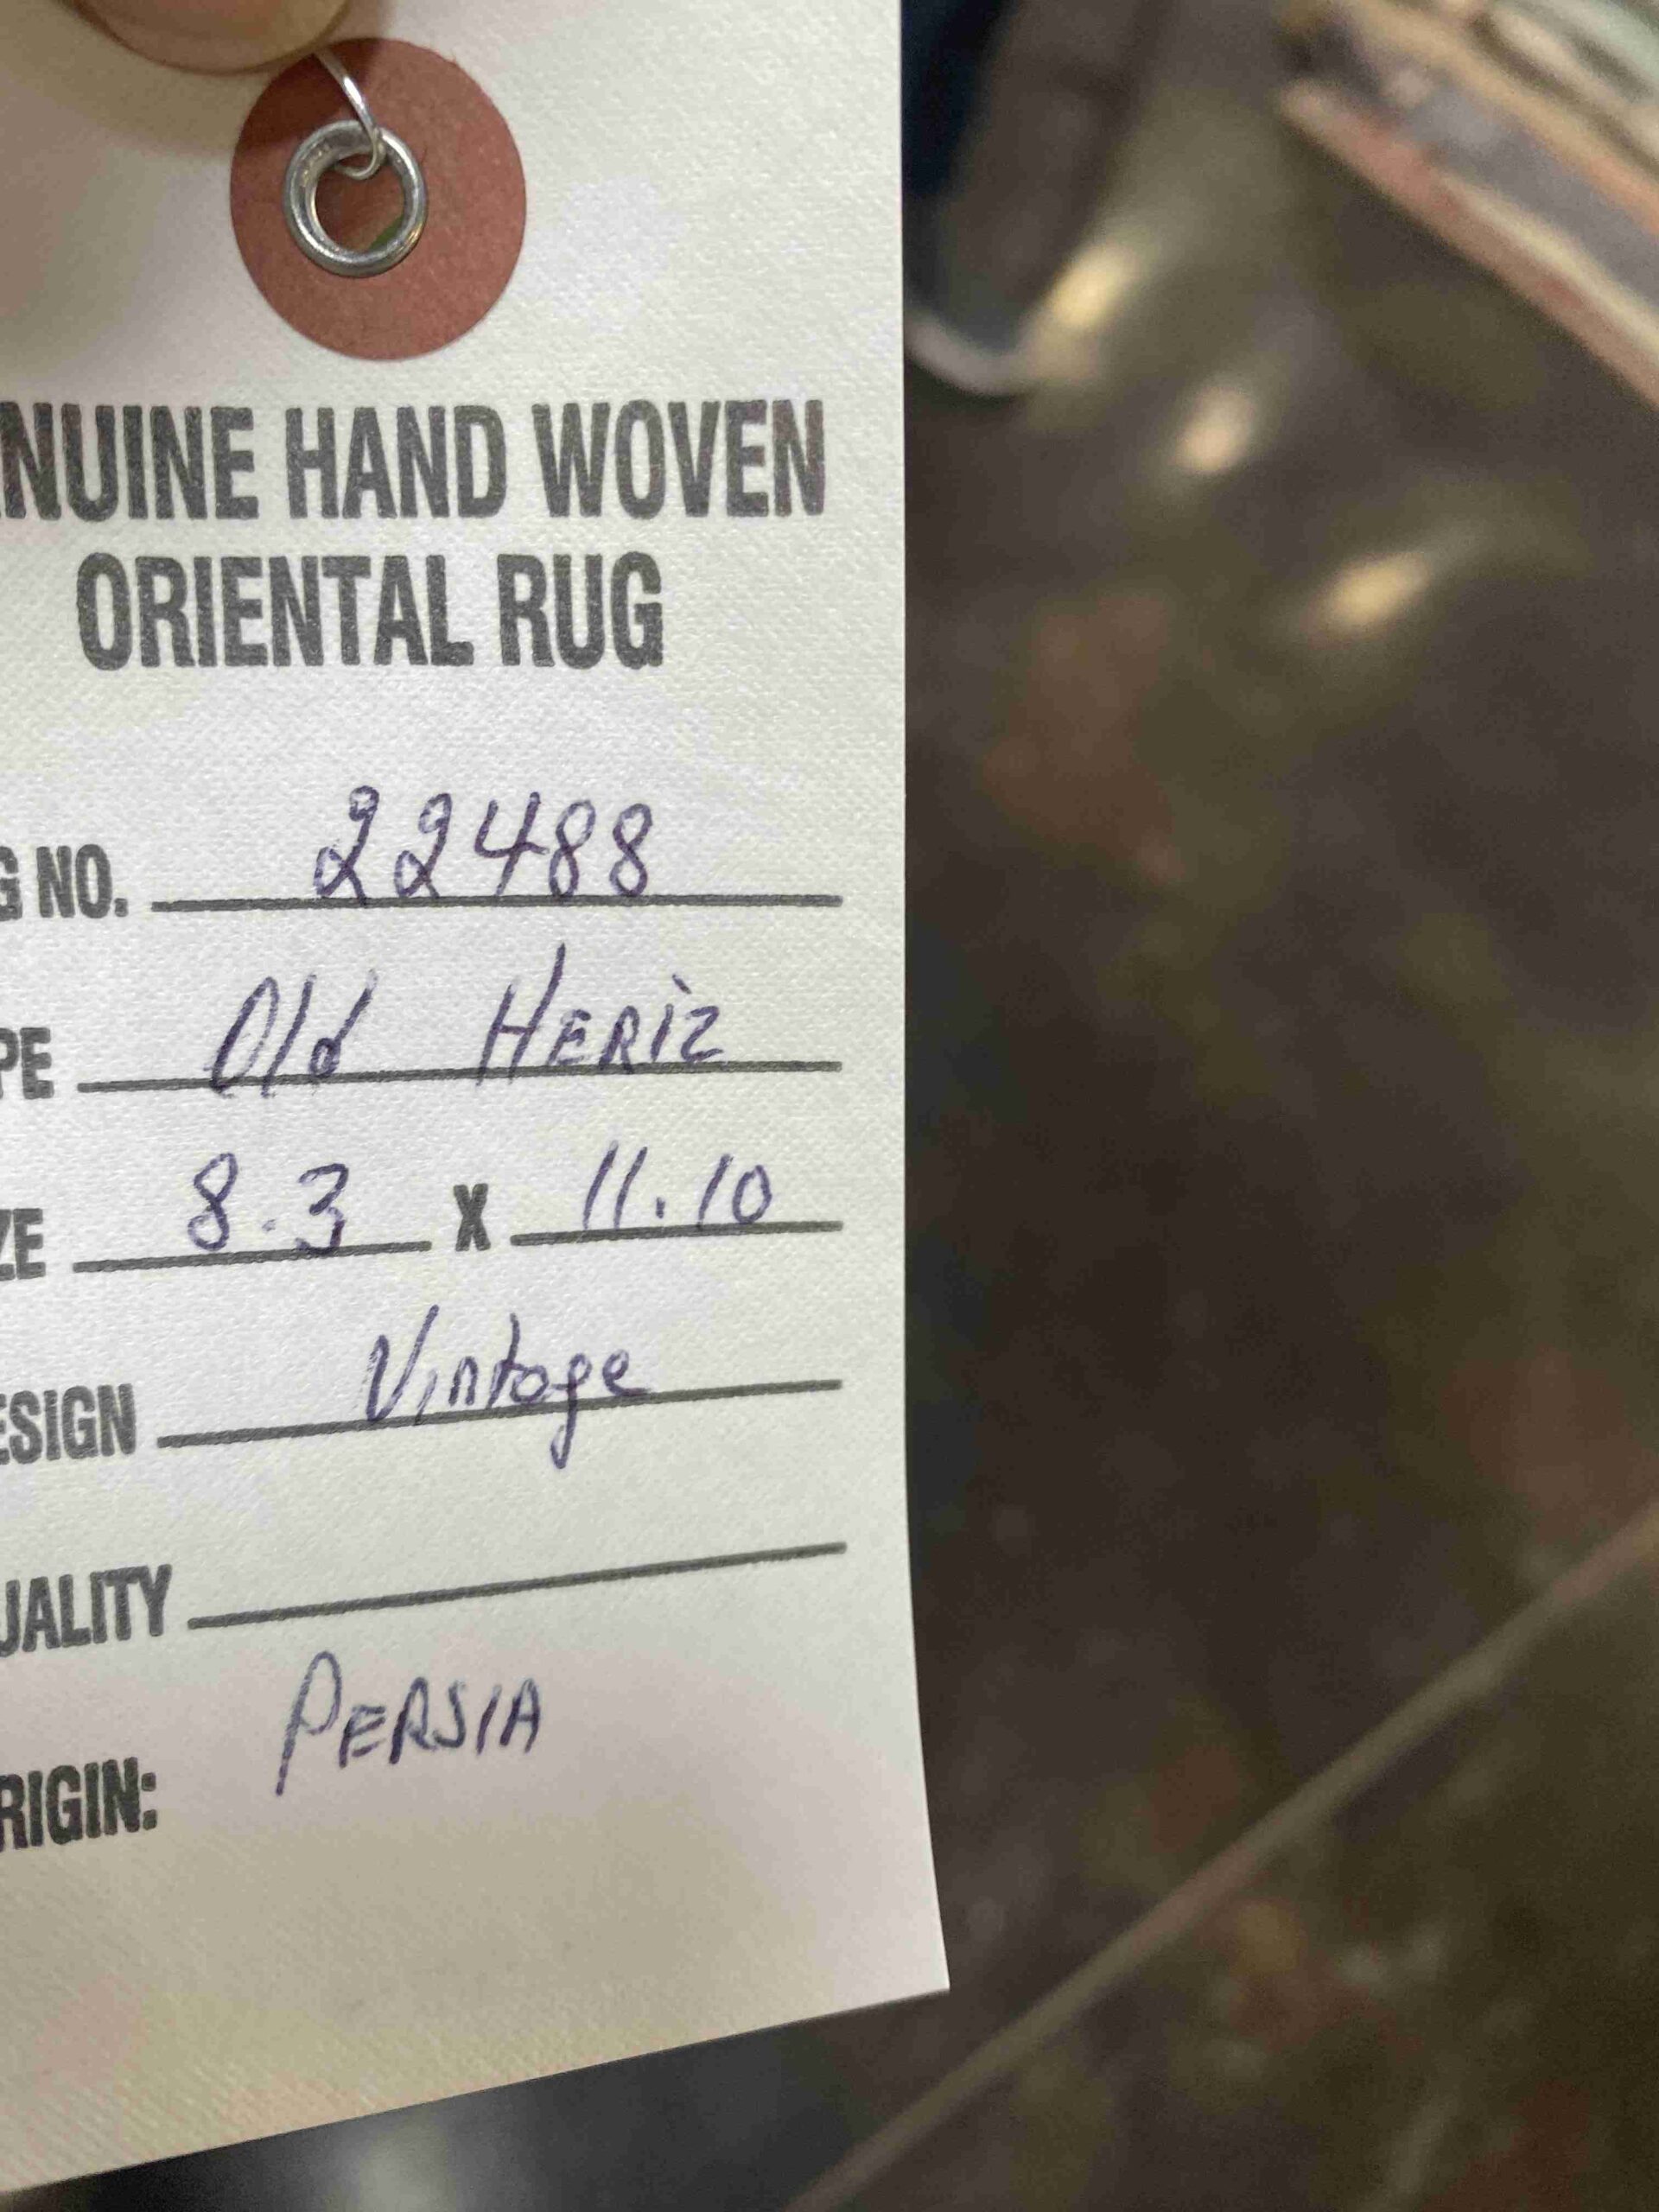 NUINE HAND WOVEN
ORIENTAL RUG
G NO. 22488
PE Old HERIZ
ZE 8.3 X 11.10
ESIGN Vintage
UALITY
RIGIN: PERSIA